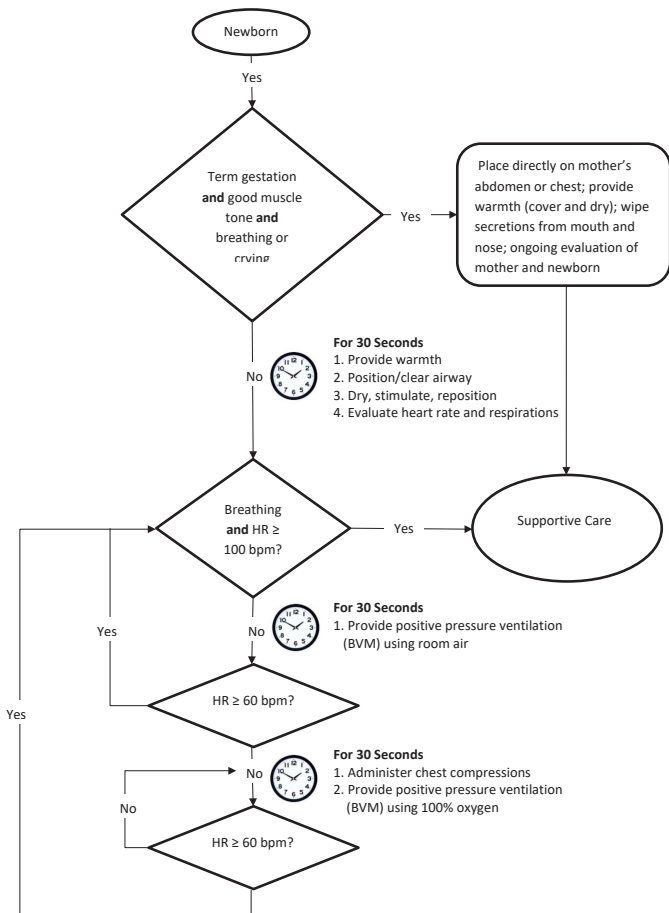 Newborn
Yes
Term gestation
and good muscle
tone and
breathing or
crying
Yes
Place directly on mother's
abdomen or chest; provide
warmth (cover and dry); wipe
secretions from mouth and
nose; ongoing evaluation of
mother and newborn
No
For 30 Seconds
1. Provide warmth
2. Position/clear airway
3. Dry, stimulate, reposition
4. Evaluate heart rate and respirations
Breathing
and HR ≥
100 bpm?
Yes
Supportive Care
Yes
No
For 30 Seconds
1. Provide positive pressure ventilation
(BVM) using room air
HR ≥ 60 bpm?
Yes
No
For 30 Seconds
1. Administer chest compressions
2. Provide positive pressure ventilation
(BVM) using 100% oxygen
No
HR ≥ 60 bpm?